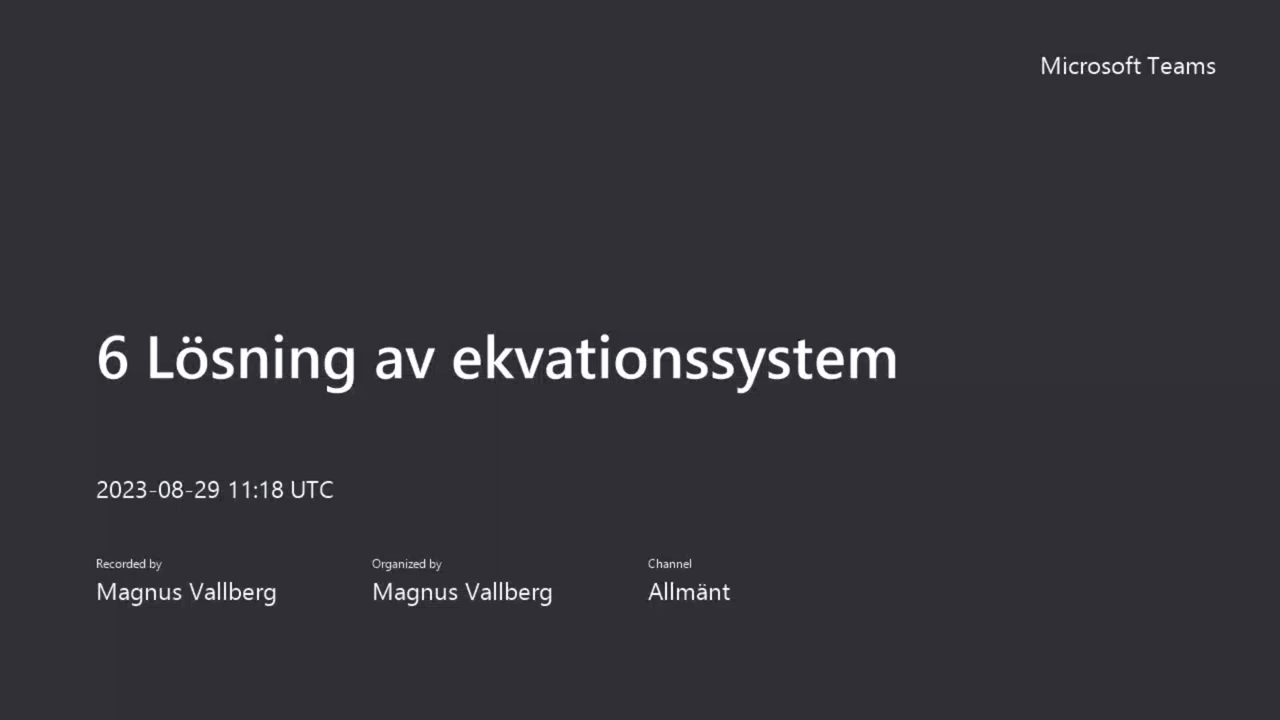 Microsoft Teams
6 Lösning av ekvationssystem
2023-08-29 11:18 UTC
Recorded by
Magnus Vallberg
Organized by
Magnus Vallberg
Channel
Allmänt